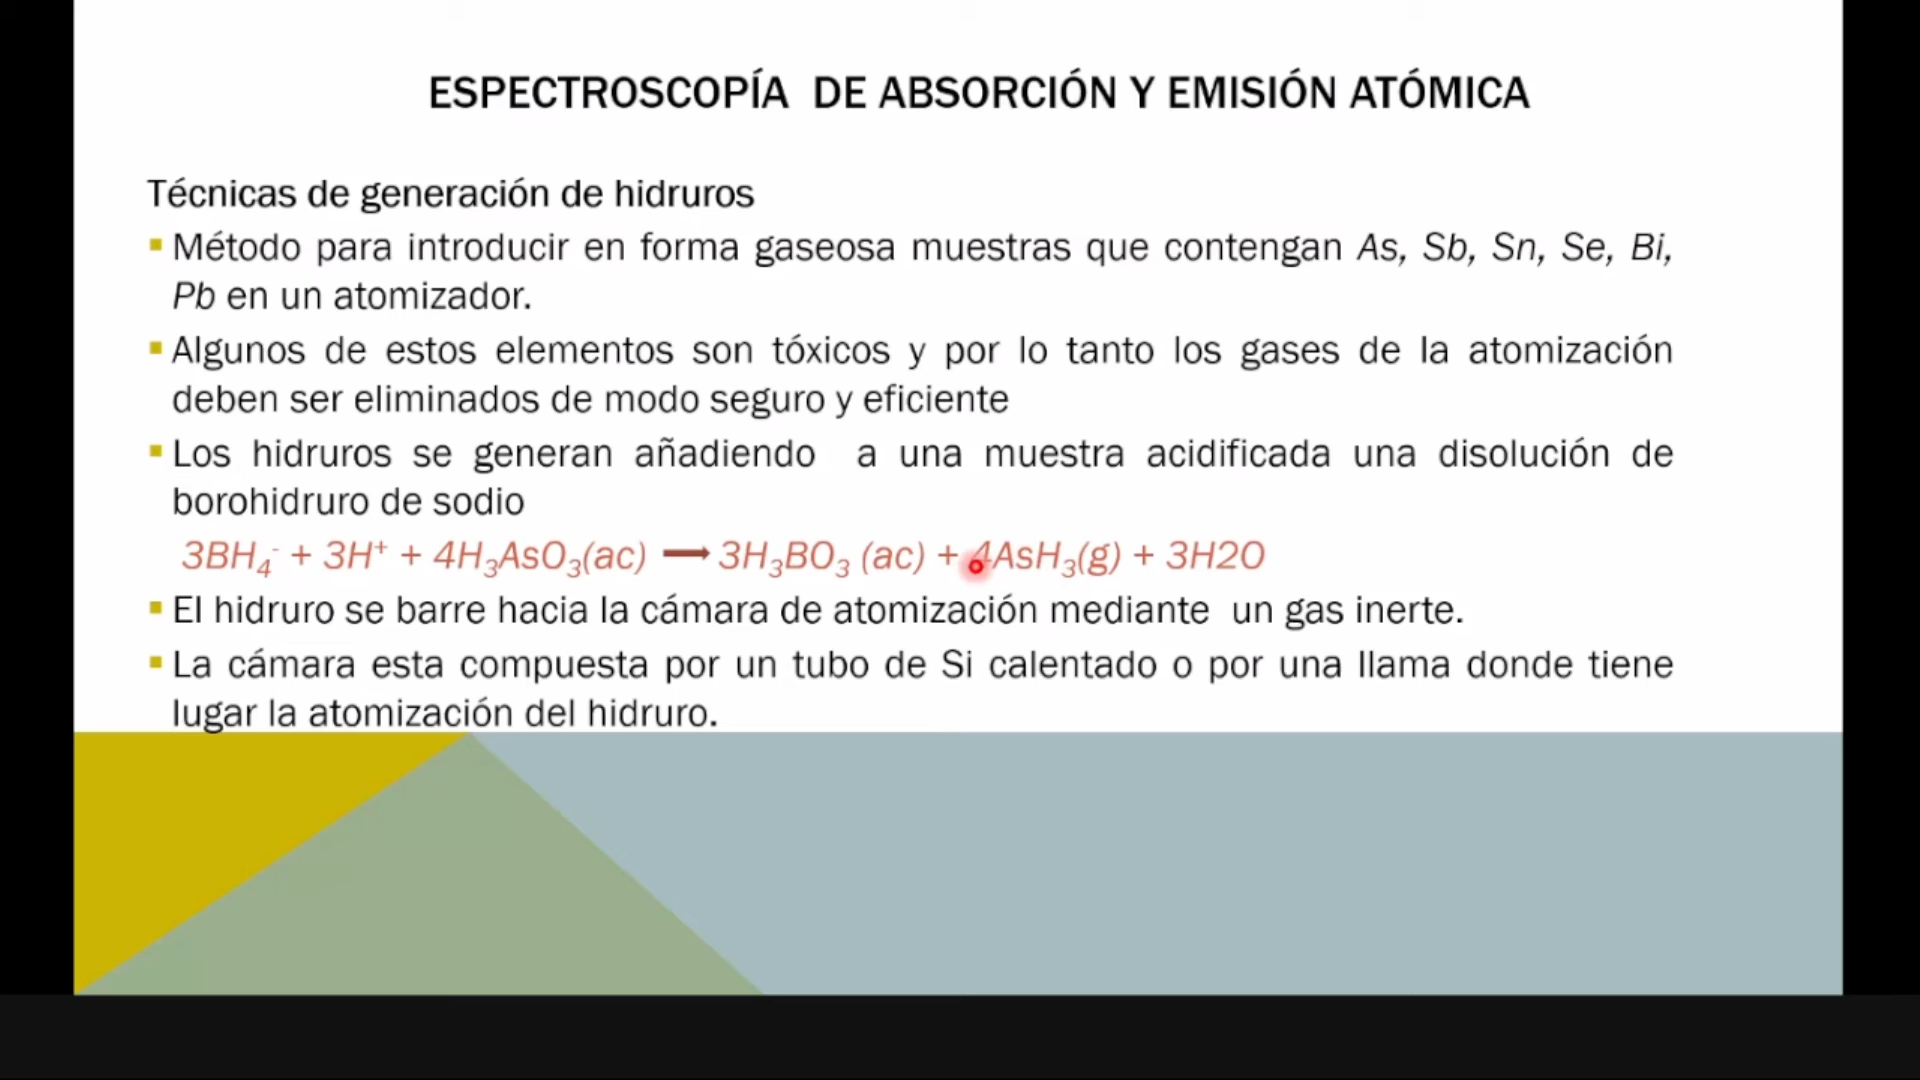 ESPECTROSCOPÍA DE ABSORCIÓN Y EMISIÓN ATÓMICA
Técnicas de generación de hidruros
▪ Método para introducir en forma gaseosa muestras que contengan As, Sb, Sn, Se, Bi,
Pb en un atomizador.
▪ Algunos de estos elementos son tóxicos y por lo tanto los gases de la atomización
deben ser eliminados de modo seguro y eficiente
▪ Los hidruros se generan añadiendo a una muestra acidificada una disolución de
borohidruro de sodio
3BH₄⁻ + 3H⁺ + 4H₃AsO₃(ac) ⟶ 3H₃BO₃ (ac) + 4AsH₃(g) + 3H2O
▪ El hidruro se barre hacia la cámara de atomización mediante un gas inerte.
▪ La cámara esta compuesta por un tubo de Si calentado o por una llama donde tiene
lugar la atomización del hidruro.